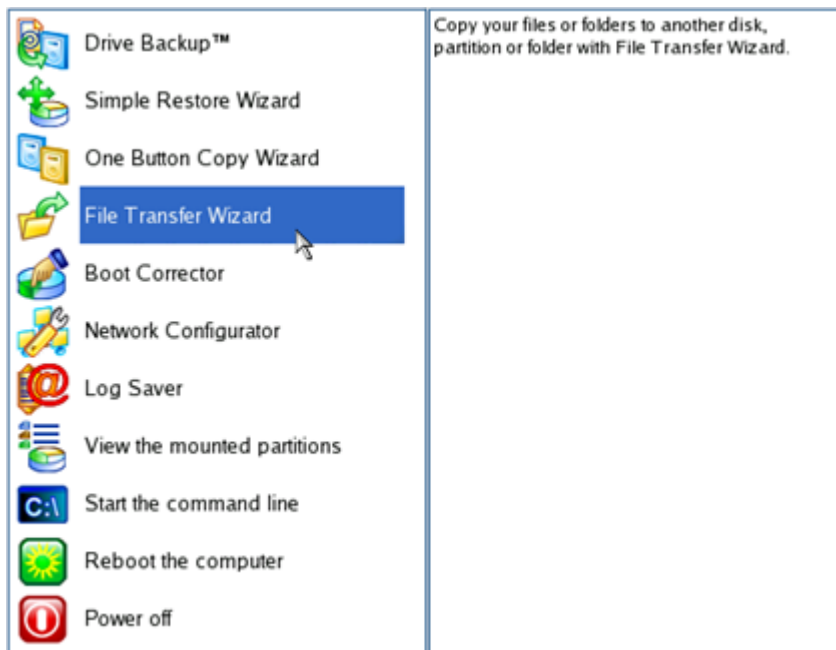 Drive Backup™
Simple Restore Wizard
One Button Copy Wizard
File Transfer Wizard
Boot Corrector
Network Configurator
Log Saver
View the mounted partitions
C:\
Start the command line
Reboot the computer
Power off
Copy your files or folders to another disk,
partition or folder with File Transfer Wizard.